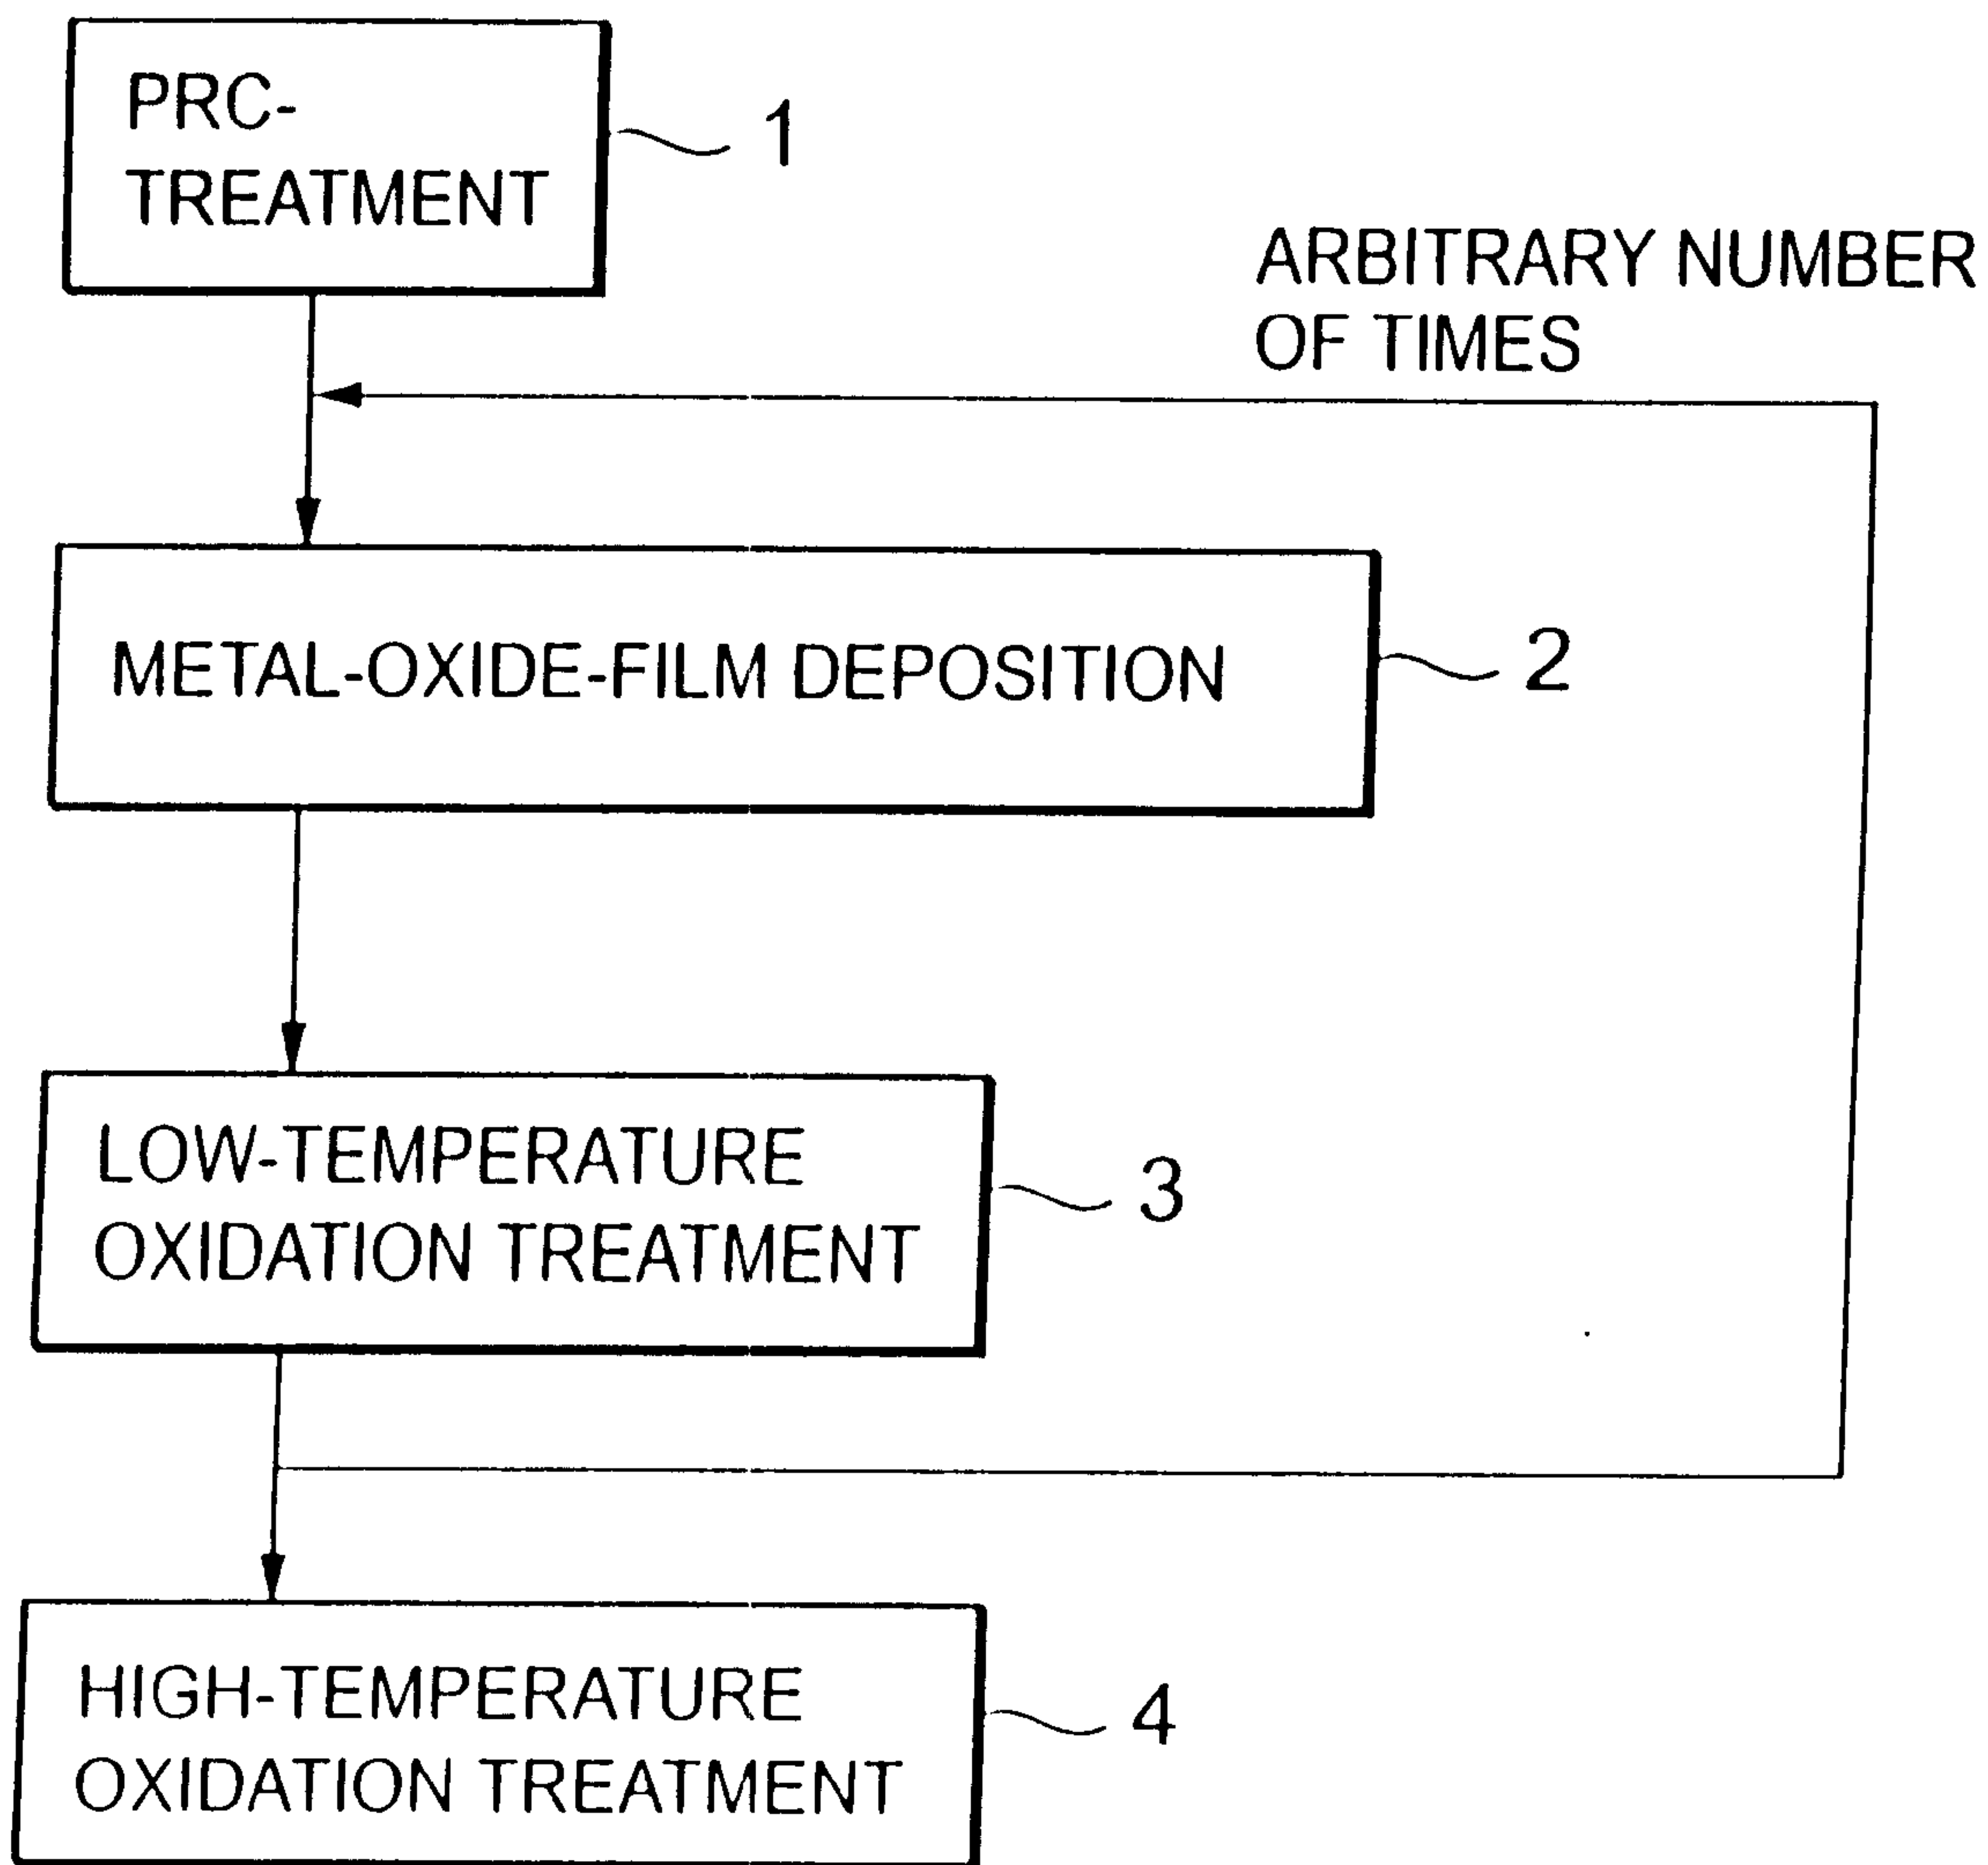 PRC-
TREATMENT
1
ARBITRARY NUMBER
OF TIMES
METAL-OXIDE-FILM DEPOSITION
2
LOW-TEMPERATURE
OXIDATION TREATMENT
3
HIGH-TEMPERATURE
OXIDATION TREATMENT
4